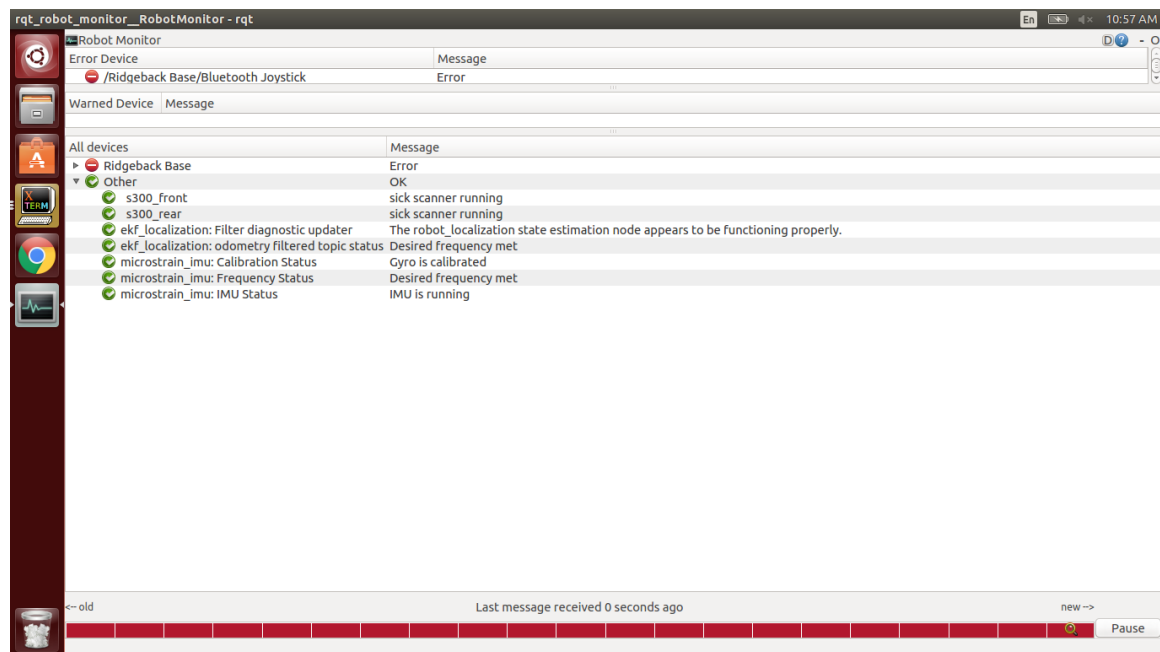 rqt_robot_monitor__RobotMonitor - rqt En 10:57 AM
Robot Monitor D ? - O
Error Device Message
/Ridgeback Base/Bluetooth Joystick Error
Warned Device Message
All devices Message
Ridgeback Base Error
Other OK
s300_front sick scanner running
s300_rear sick scanner running
ekf_localization: Filter diagnostic updater The robot_localization state estimation node appears to be functioning properly.
ekf_localization: odometry filtered topic status Desired frequency met
microstrain_imu: Calibration Status Gyro is calibrated
microstrain_imu: Frequency Status Desired frequency met
microstrain_imu: IMU Status IMU is running
X
TERM
<-- old Last message received 0 seconds ago new -->
Pause